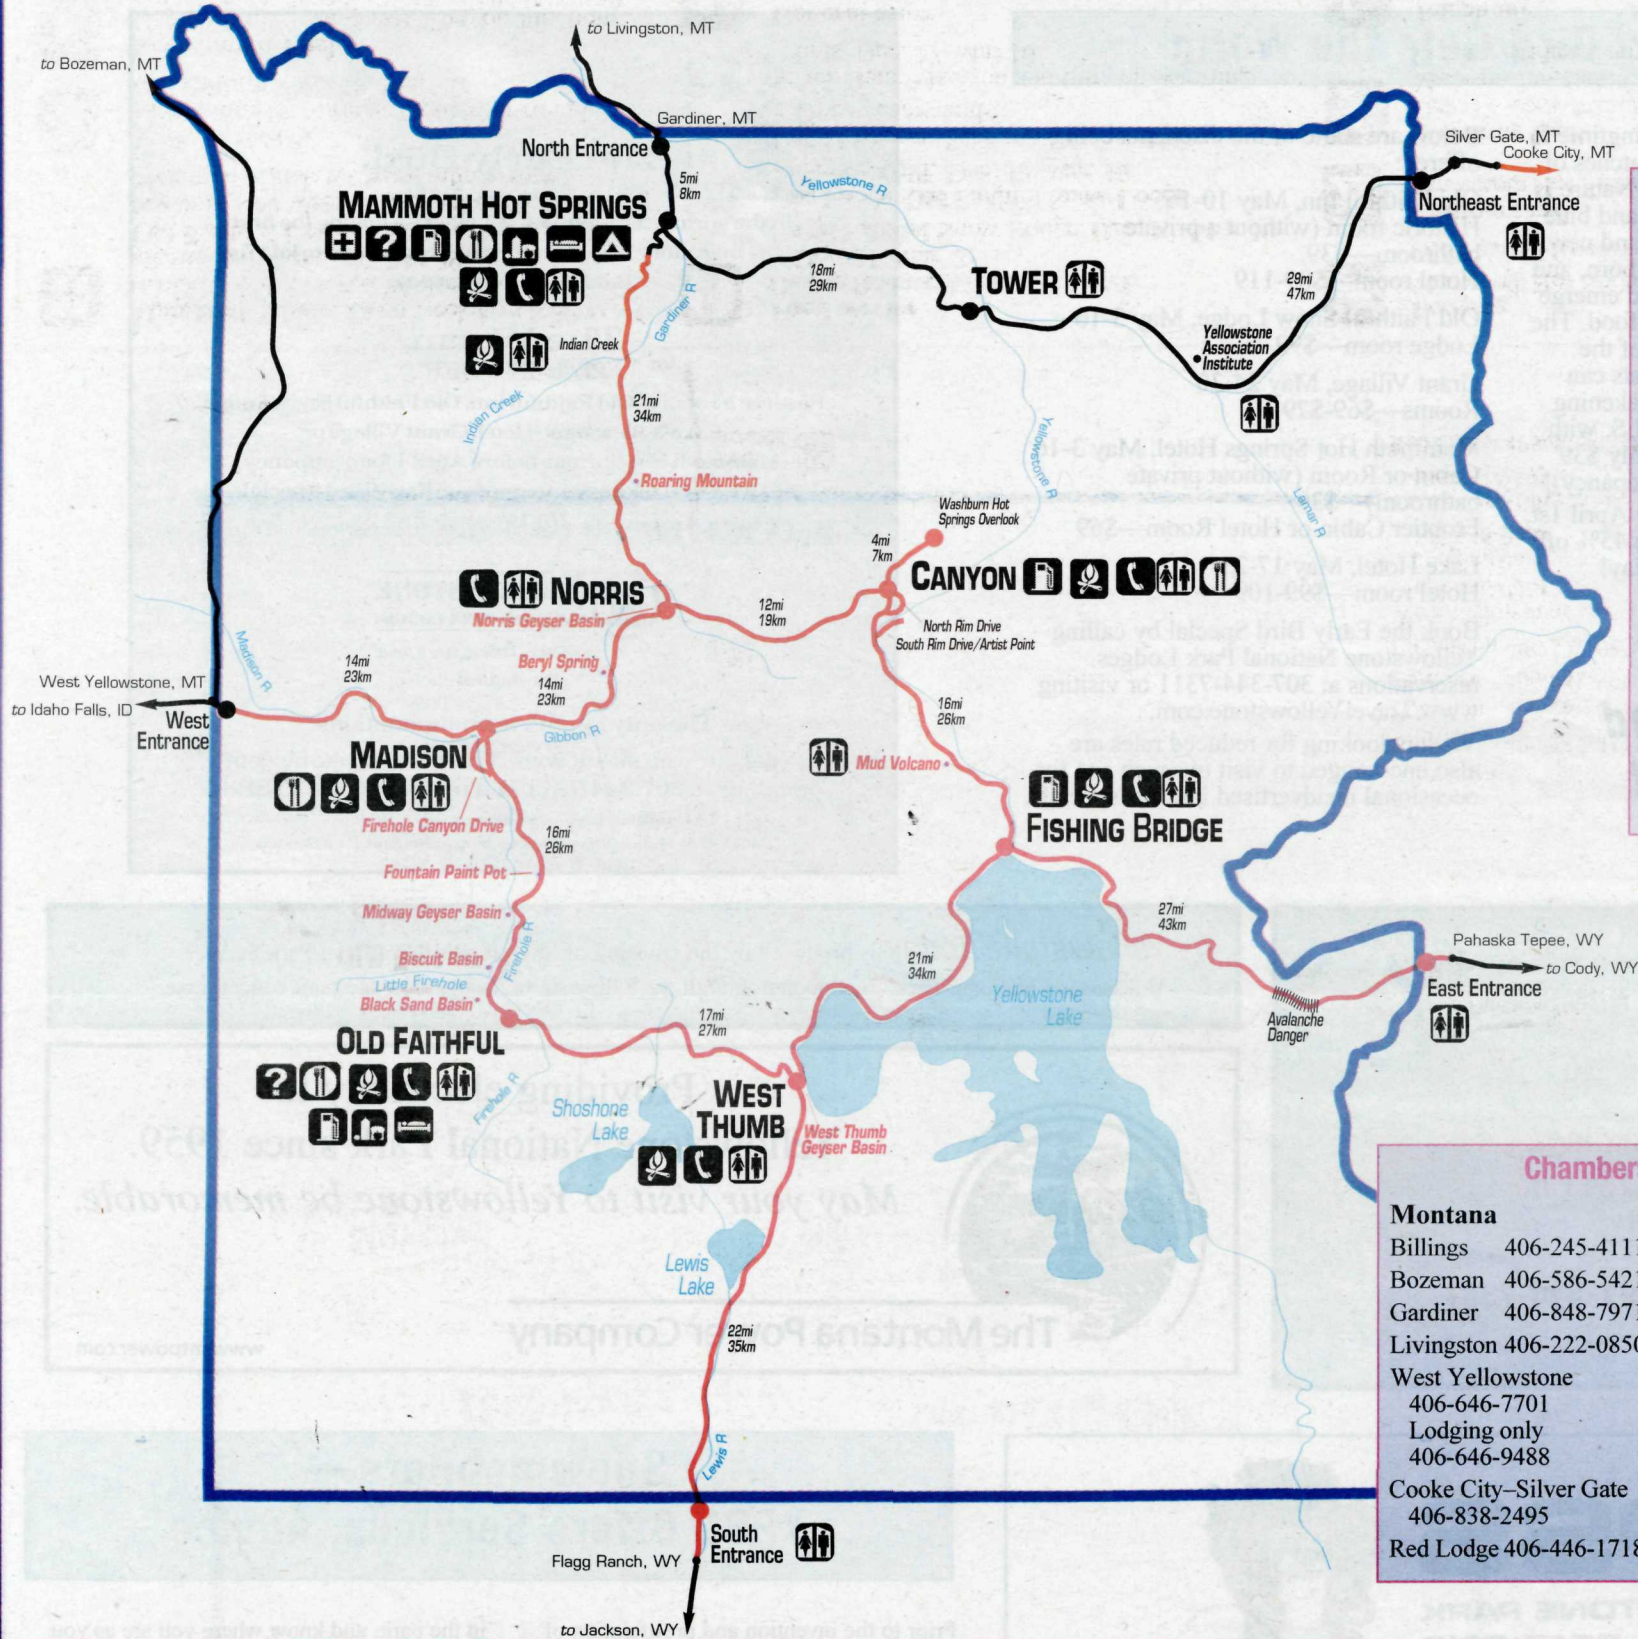 to Livingston, MT
to Bozeman, MT
Gardiner, MT
North Entrance
Silver Gate, MT
Cooke City, MT
5mi
8km
Yellowstone R
MAMMOTH HOT SPRINGS
Northeast Entrance
?
18mi
29km
TOWER
29mi
47km
Gardiner R
Indian Creek
Yellowstone
Association
Institute
21mi
34km
Indian Creek
Yellowstone R
Roaring Mountain
Lamar R
Washburn Hot
Springs Overlook
4mi
7km
CANYON
NORRIS
Norris Geyser Basin
12mi
19km
North Rim Drive
South Rim Drive/Artist Point
Madison R
Beryl Spring
14mi
23km
14mi
23km
West Yellowstone, MT
to Idaho Falls, ID
West
Entrance
16mi
26km
Gibbon R
MADISON
Mud Volcano
Firehole Canyon Drive
16mi
26km
FISHING BRIDGE
Fountain Paint Pot
Midway Geyser Basin
27mi
43km
Firehole R
Biscuit Basin
21mi
34km
Pahaska Tepee, WY
to Cody, WY
Little Firehole
Black Sand Basin
Yellowstone
Lake
East Entrance
17mi
27km
Avalanche
Danger
OLD FAITHFUL
?
Firehole R
Shoshone
Lake
WEST
THUMB
West Thumb
Geyser Basin
Lewis
Lake
22mi
35km
Lewis R
South
Entrance
Flagg Ranch, WY
to Jackson, WY
Chamber
Montana
Billings 406-245-4111
Bozeman 406-586-5421
Gardiner 406-848-7971
Livingston 406-222-0850
West Yellowstone
406-646-7701
Lodging only
406-646-9488
Cooke City–Silver Gate
406-838-2495
Red Lodge 406-446-1718